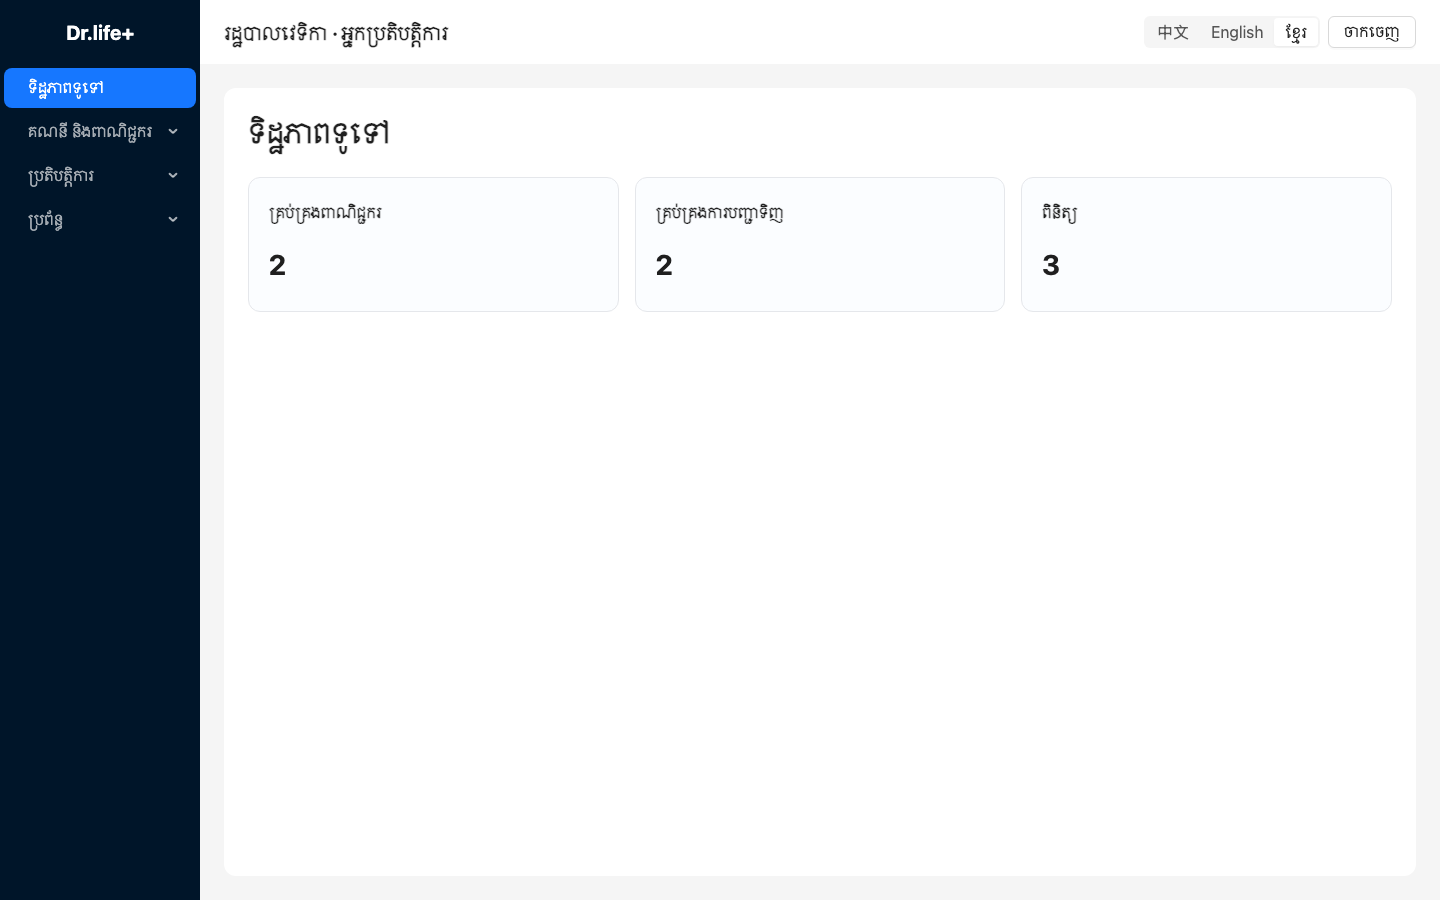 Dr.life+
ទិដ្ឋភាពទូទៅ
គណនី និងពាណិជ្ជករ
ប្រតិបត្តិការ
ប្រព័ន្ធ
រដ្ឋបាលវេទិកា · អ្នកប្រតិបត្តិការ
中文 English ខ្មែរ ចាកចេញ
ទិដ្ឋភាពទូទៅ
គ្រប់គ្រងពាណិជ្ជករ
2
គ្រប់គ្រងការបញ្ជាទិញ
2
ពិនិត្យ
3